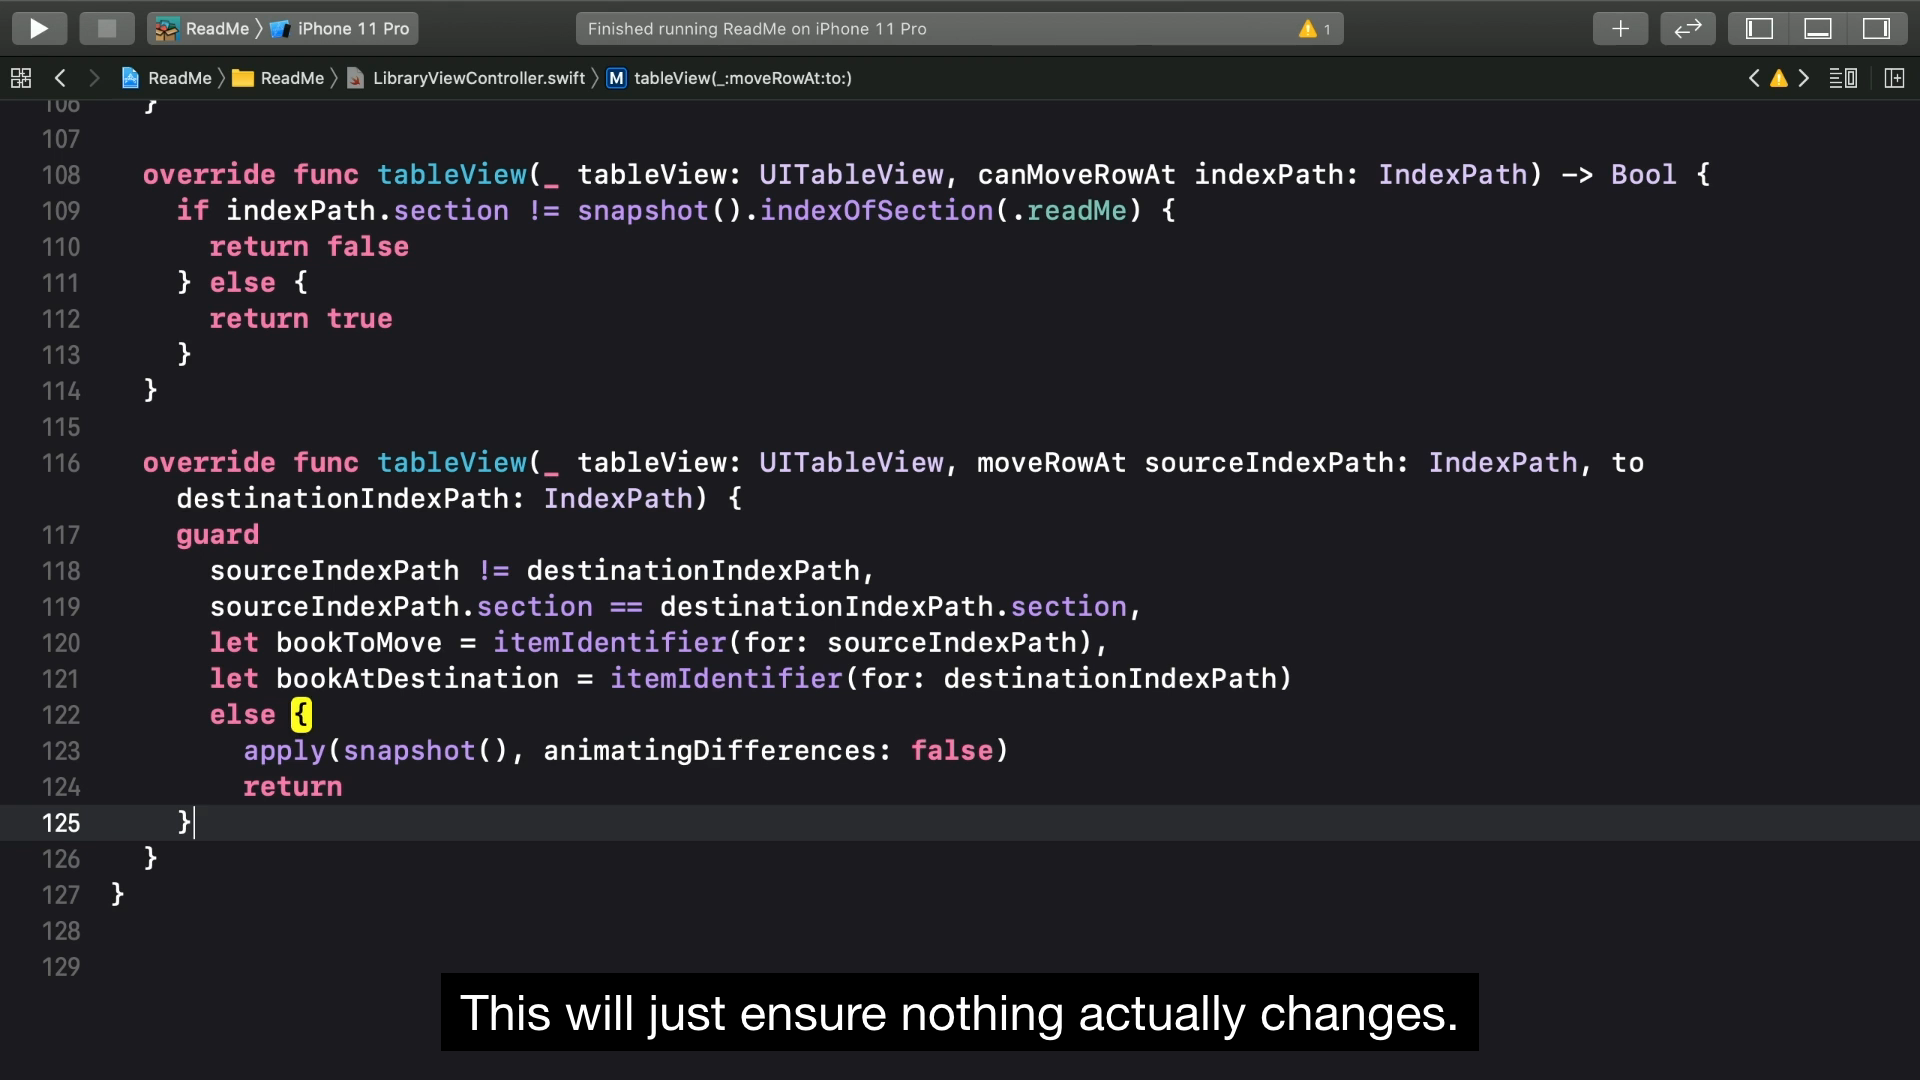 ReadMe 〉 iPhone 11 Pro
Finished running ReadMe on iPhone 11 Pro
1
ReadMe 〉 ReadMe 〉 LibraryViewController.swift 〉 M tableView(_:moveRowAt:to:)
106 }
107
108 override func tableView(_ tableView: UITableView, canMoveRowAt indexPath: IndexPath) -> Bool {
109 if indexPath.section != snapshot().indexOfSection(.readMe) {
110 return false
111 } else {
112 return true
113 }
114 }
115
116 override func tableView(_ tableView: UITableView, moveRowAt sourceIndexPath: IndexPath, to
destinationIndexPath: IndexPath) {
117 guard
118 sourceIndexPath != destinationIndexPath,
119 sourceIndexPath.section == destinationIndexPath.section,
120 let bookToMove = itemIdentifier(for: sourceIndexPath),
121 let bookAtDestination = itemIdentifier(for: destinationIndexPath)
122 else {
123 apply(snapshot(), animatingDifferences: false)
124 return
125 }
126 }
127 }
128
129
This will just ensure nothing actually changes.